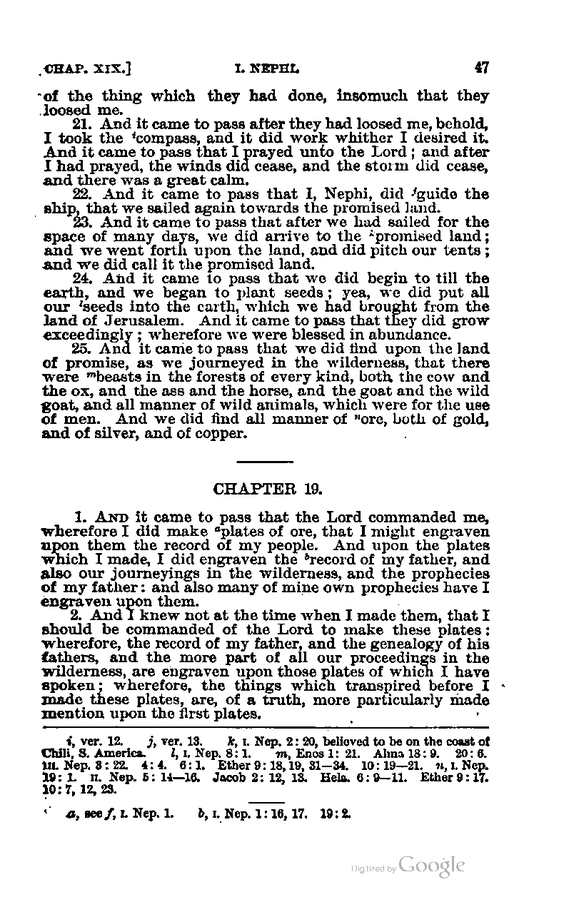 CHAP. XIX.] I. NEPHI. 47
of the thing which they had done, insomuch that they
loosed me.
21. And it came to pass after they had loosed me, behold,
I took the icompass, and it did work whither I desired it.
And it came to pass that I prayed unto the Lord; and after
I had prayed, the winds did cease, and the storm did cease,
and there was a great calm.
22. And it came to pass that I, Nephi, did jguide the
ship, that we sailed again towards the promised land.
23. And it came to pass that after we had sailed for the
space of many days, we did arrive to the kpromised land;
and we went forth upon the land, and did pitch our tents;
and we did call it the promised land.
24. And it came to pass that we did begin to till the
earth, and we began to plant seeds; yea, we did put all
our lseeds into the earth, which we had brought from the
land of Jerusalem. And it came to pass that they did grow
exceedingly; wherefore we were blessed in abundance.
25. And it came to pass that we did find upon the land
of promise, as we journeyed in the wilderness, that there
were mbeasts in the forests of every kind, both the cow and
the ox, and the ass and the horse, and the goat and the wild
goat, and all manner of wild animals, which were for the use
of men. And we did find all manner of nore, both of gold,
and of silver, and of copper.
CHAPTER 19.
1. AND it came to pass that the Lord commanded me,
wherefore I did make aplates of ore, that I might engraven
upon them the record of my people. And upon the plates
which I made, I did engraven the brecord of my father, and
also our journeyings in the wilderness, and the prophecies
of my father: and also many of mine own prophecies have I
engraven upon them.
2. And I knew not at the time when I made them, that I
should be commanded of the Lord to make these plates:
wherefore, the record of my father, and the genealogy of his
fathers, and the more part of all our proceedings in the
wilderness, are engraven upon those plates of which I have
spoken; wherefore, the things which transpired before I
made these plates, are, of a truth, more particularly made
mention upon the first plates.
i, ver. 12. j, ver. 13. k, I. Nep. 2: 20, believed to be on the coast of
Chili, S. America. l, I. Nep. 8: 1. m, Enos 1: 21. Alma 18: 9. 20: 6.
III. Nep. 3: 22. 4: 4. 6: 1. Ether 9: 18, 19, 31—34. 10: 19—21. n, I. Nep.
19: 1. II. Nep. 5: 14—16. Jacob 2: 12, 13. Hela. 6: 9—11. Ether 9: 17.
10: 7, 12, 23.
a, see f, I. Nep. 1. b, I. Nep. 1: 16, 17. 19: 2.
Digitized by Google